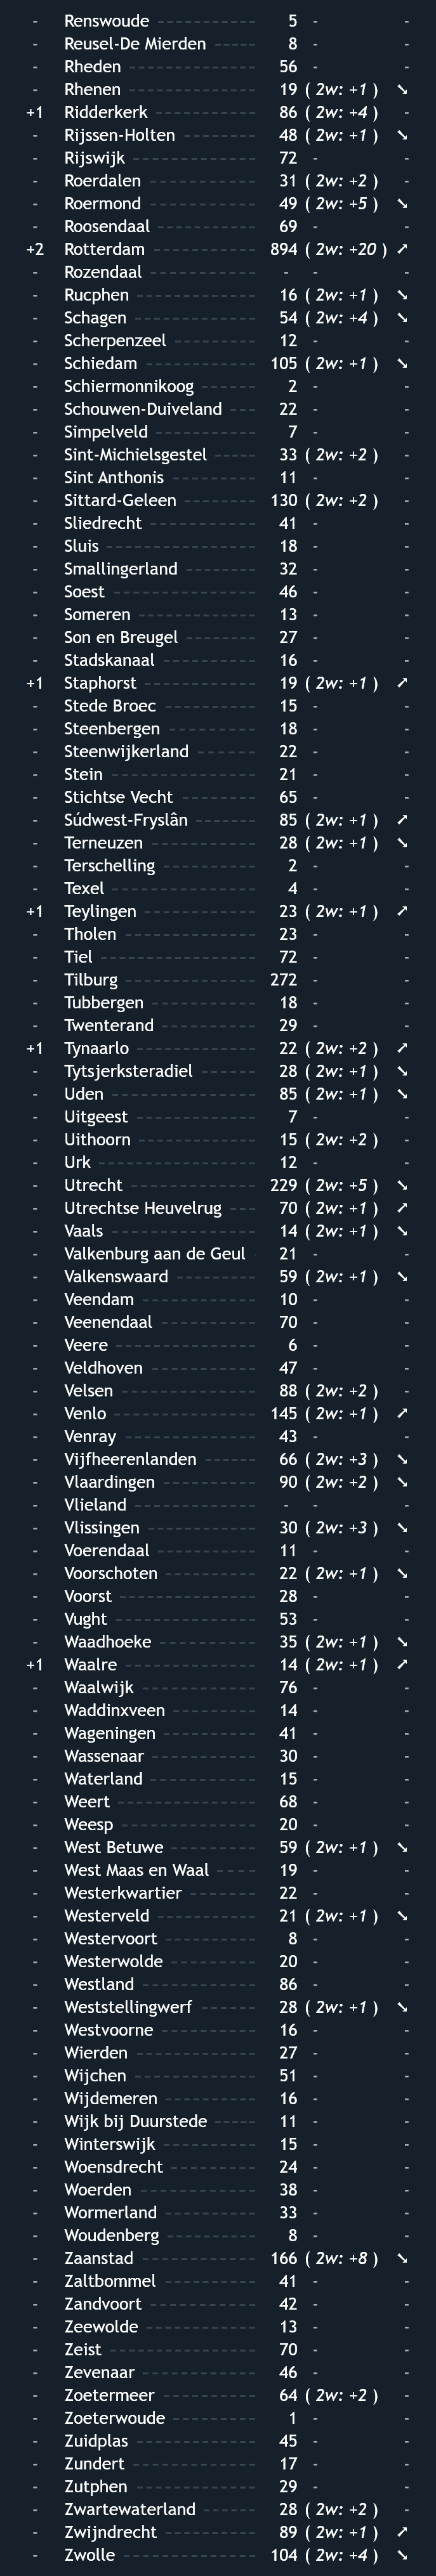 - Renswoude ------------ 5 - -
- Reusel-De Mierden ------ 8 - -
- Rheden --------------- 56 - -
- Rhenen --------------- 19 ( 2w: +1 ) ➘
+1 Ridderkerk ------------ 86 ( 2w: +4 ) -
- Rijssen-Holten --------- 48 ( 2w: +1 ) ➘
- Rijswijk --------------- 72 - -
- Roerdalen ------------ 31 ( 2w: +2 ) -
- Roermond ------------ 49 ( 2w: +5 ) ➘
- Roosendaal ----------- 69 - -
+2 Rotterdam ------------ 894 ( 2w: +20 ) ➚
- Rozendaal ------------ - - -
- Rucphen -------------- 16 ( 2w: +1 ) ➘
- Schagen -------------- 54 ( 2w: +4 ) ➘
- Scherpenzeel ---------- 12 - -
- Schiedam ------------- 105 ( 2w: +1 ) ➘
- Schiermonnikoog ------- 2 - -
- Schouwen-Duiveland --- 22 - -
- Simpelveld ------------ 7 - -
- Sint-Michielsgestel ----- 33 ( 2w: +2 ) -
- Sint Anthonis ---------- 11 - -
- Sittard-Geleen --------- 130 ( 2w: +2 ) -
- Sliedrecht ------------- 41 - -
- Sluis ------------------ 18 - -
- Smallingerland --------- 32 - -
- Soest ----------------- 46 - -
- Someren -------------- 13 - -
- Son en Breugel --------- 27 - -
- Stadskanaal ----------- 16 - -
+1 Staphorst ------------- 19 ( 2w: +1 ) ➚
- Stede Broec ----------- 15 - -
- Steenbergen ----------- 18 - -
- Steenwijkerland ------- 22 - -
- Stein ------------------ 21 - -
- Stichtse Vecht --------- 65 - -
- Súdwest-Fryslân -------- 85 ( 2w: +1 ) ➚
- Terneuzen ------------ 28 ( 2w: +1 ) ➘
- Terschelling ----------- 2 - -
- Texel ----------------- 4 - -
+1 Teylingen ------------- 23 ( 2w: +1 ) ➚
- Tholen --------------- 23 - -
- Tiel ------------------- 72 - -
- Tilburg ---------------- 272 - -
- Tubbergen ------------ 18 - -
- Twenterand ----------- 29 - -
+1 Tynaarlo -------------- 22 ( 2w: +2 ) ➚
- Tytsjerksteradiel ------- 28 ( 2w: +1 ) ➘
- Uden ----------------- 85 ( 2w: +1 ) ➘
- Uitgeest -------------- 7 - -
- Uithoorn -------------- 15 ( 2w: +2 ) -
- Urk ------------------- 12 - -
- Utrecht --------------- 229 ( 2w: +5 ) ➘
- Utrechtse Heuvelrug --- 70 ( 2w: +1 ) ➚
- Vaals ----------------- 14 ( 2w: +1 ) ➘
- Valkenburg aan de Geul 21 - -
- Valkenswaard ---------- 59 ( 2w: +1 ) ➘
- Veendam -------------- 10 - -
- Veenendaal ----------- 70 - -
- Veere ----------------- 6 - -
- Veldhoven ------------ 47 - -
- Velsen ---------------- 88 ( 2w: +2 ) -
- Venlo ----------------- 145 ( 2w: +1 ) ➚
- Venray ---------------- 43 - -
- Vijfheerenlanden ------- 66 ( 2w: +3 ) ➘
- Vlaardingen ----------- 90 ( 2w: +2 ) ➘
- Vlieland -------------- - - -
- Vlissingen ------------- 30 ( 2w: +3 ) ➘
- Voerendaal ----------- 11 - -
- Voorschoten ----------- 22 ( 2w: +1 ) ➘
- Voorst ---------------- 28 - -
- Vught ---------------- 53 - -
- Waadhoeke ----------- 35 ( 2w: +1 ) ➘
+1 Waalre --------------- 14 ( 2w: +1 ) ➚
- Waalwijk ------------- 76 - -
- Waddinxveen ---------- 14 - -
- Wageningen ----------- 41 - -
- Wassenaar ------------ 30 - -
- Waterland ------------ 15 - -
- Weert ---------------- 68 - -
- Weesp ---------------- 20 - -
- West Betuwe ---------- 59 ( 2w: +1 ) ➘
- West Maas en Waal ---- 19 - -
- Westerkwartier -------- 22 - -
- Westerveld ----------- 21 ( 2w: +1 ) ➘
- Westervoort ---------- 8 - -
- Westerwolde ---------- 20 - -
- Westland ------------- 86 - -
- Weststellingwerf ------- 28 ( 2w: +1 ) ➘
- Westvoorne ----------- 16 - -
- Wierden -------------- 27 - -
- Wijchen -------------- 51 - -
- Wijdemeren ---------- 16 - -
- Wijk bij Duurstede ----- 11 - -
- Winterswijk ----------- 15 - -
- Woensdrecht ---------- 24 - -
- Woerden ------------- 38 - -
- Wormerland ---------- 33 - -
- Woudenberg ---------- 8 - -
- Zaanstad ------------- 166 ( 2w: +8 ) ➘
- Zaltbommel ----------- 41 - -
- Zandvoort ------------ 42 - -
- Zeewolde ------------- 13 - -
- Zeist ----------------- 70 - -
- Zevenaar ------------- 46 - -
- Zoetermeer ----------- 64 ( 2w: +2 ) -
- Zoeterwoude ---------- 1 - -
- Zuidplas -------------- 45 - -
- Zundert -------------- 17 - -
- Zutphen -------------- 29 - -
- Zwartewaterland ------ 28 ( 2w: +2 ) -
- Zwijndrecht ----------- 89 ( 2w: +1 ) ➚
- Zwolle ---------------- 104 ( 2w: +4 ) ➘